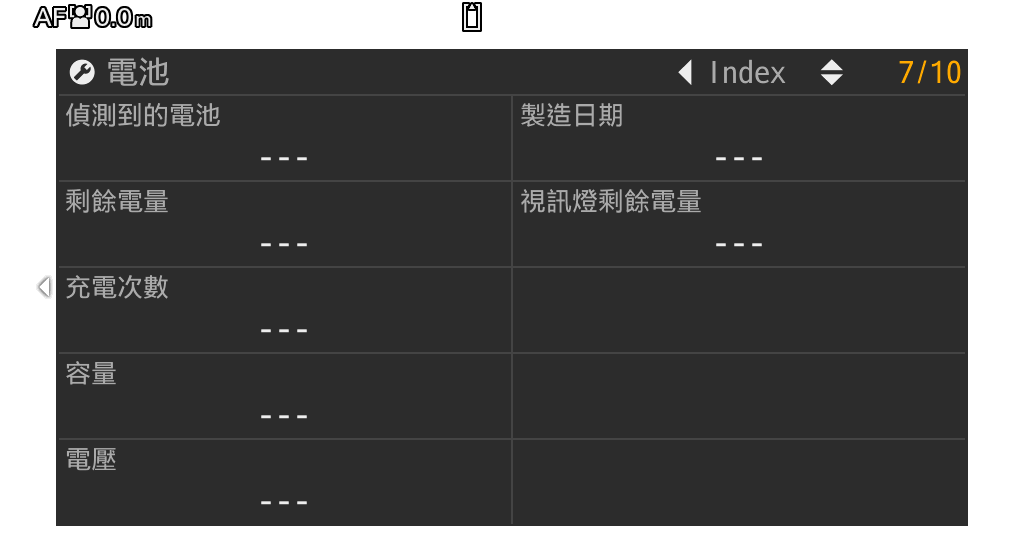 AF 0.0m
電池 Index 7/10
偵測到的電池 製造日期
--- ---
剩餘電量 視訊燈剩餘電量
--- ---
充電次數
---
容量
---
電壓
---